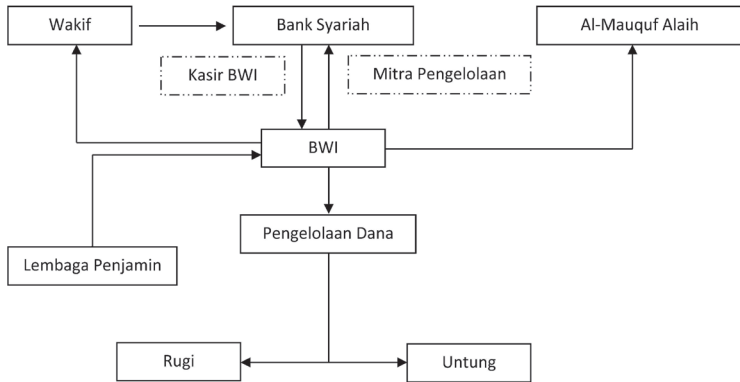 Wakif
Bank Syariah
Al-Mauquf Alaih
Kasir BWI
Mitra Pengelolaan
BWI
Pengelolaan Dana
Lembaga Penjamin
Rugi
Untung